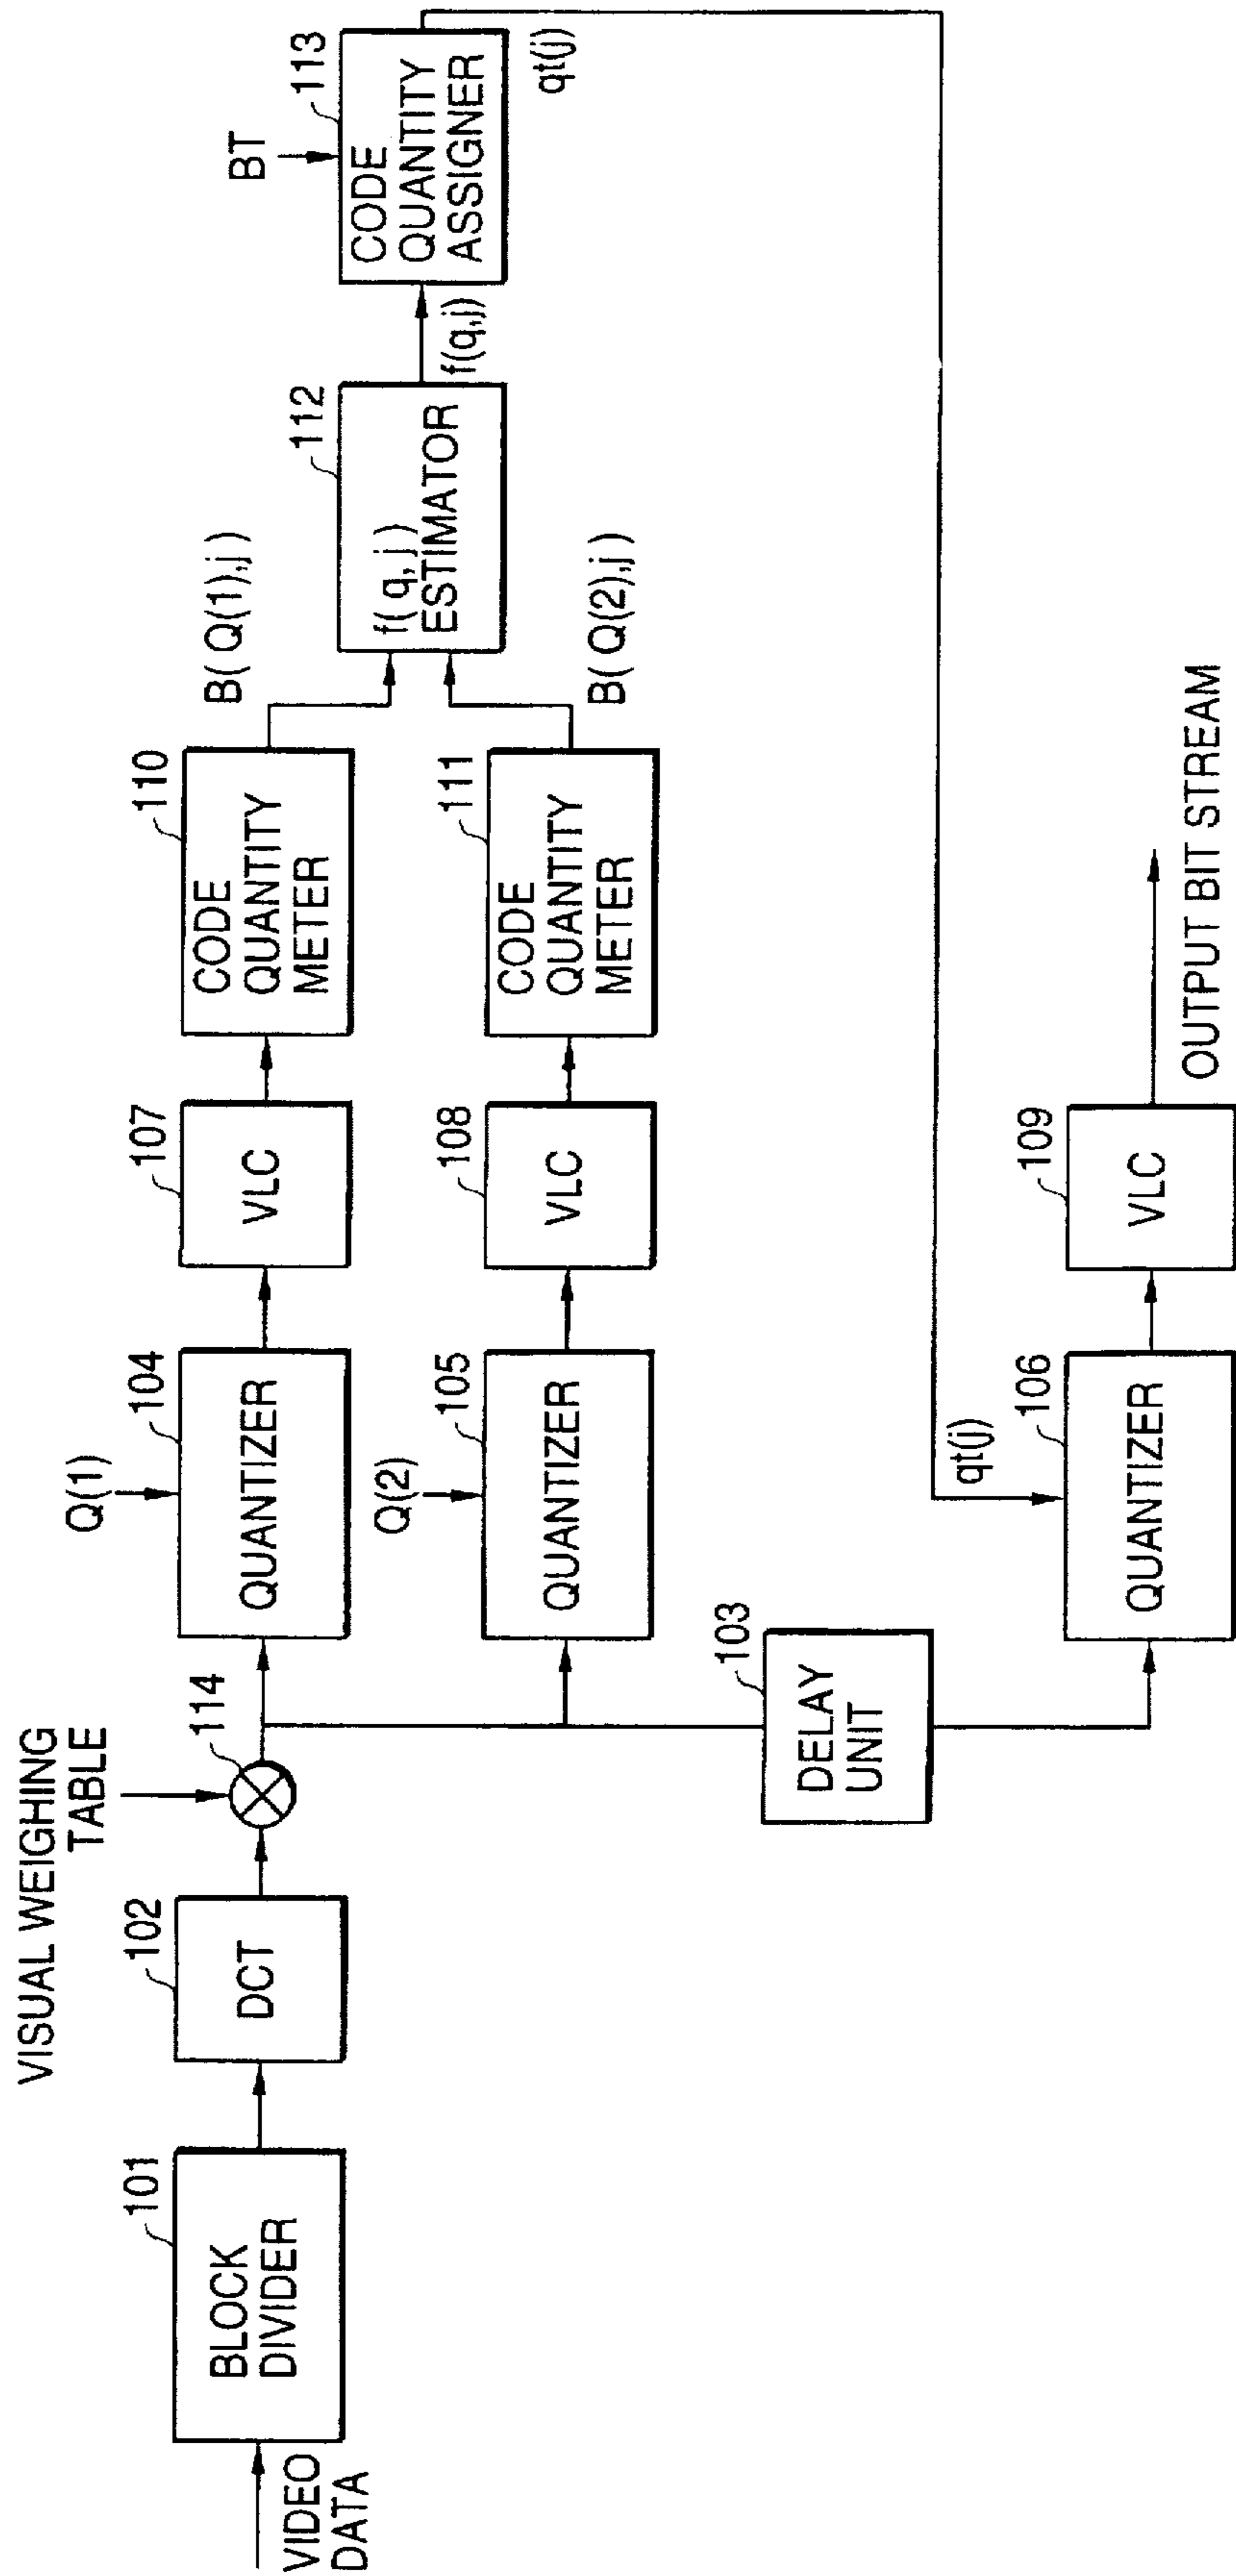 VIDEO
DATA
101
BLOCK
DIVIDER
102
DCT
VISUAL WEIGHING
TABLE
114
Q(1)
104
QUANTIZER
107
VLC
110
CODE
QUANTITY
METER
B( Q(1),j )
Q(2)
105
QUANTIZER
108
VLC
111
CODE
QUANTITY
METER
B( Q(2),j )
112
f( q, j )
ESTIMATOR
f(q,j)
BT
113
CODE
QUANTITY
ASSIGNER
qt(j)
103
DELAY
UNIT
qt(j)
106
QUANTIZER
109
VLC
OUTPUT BIT STREAM